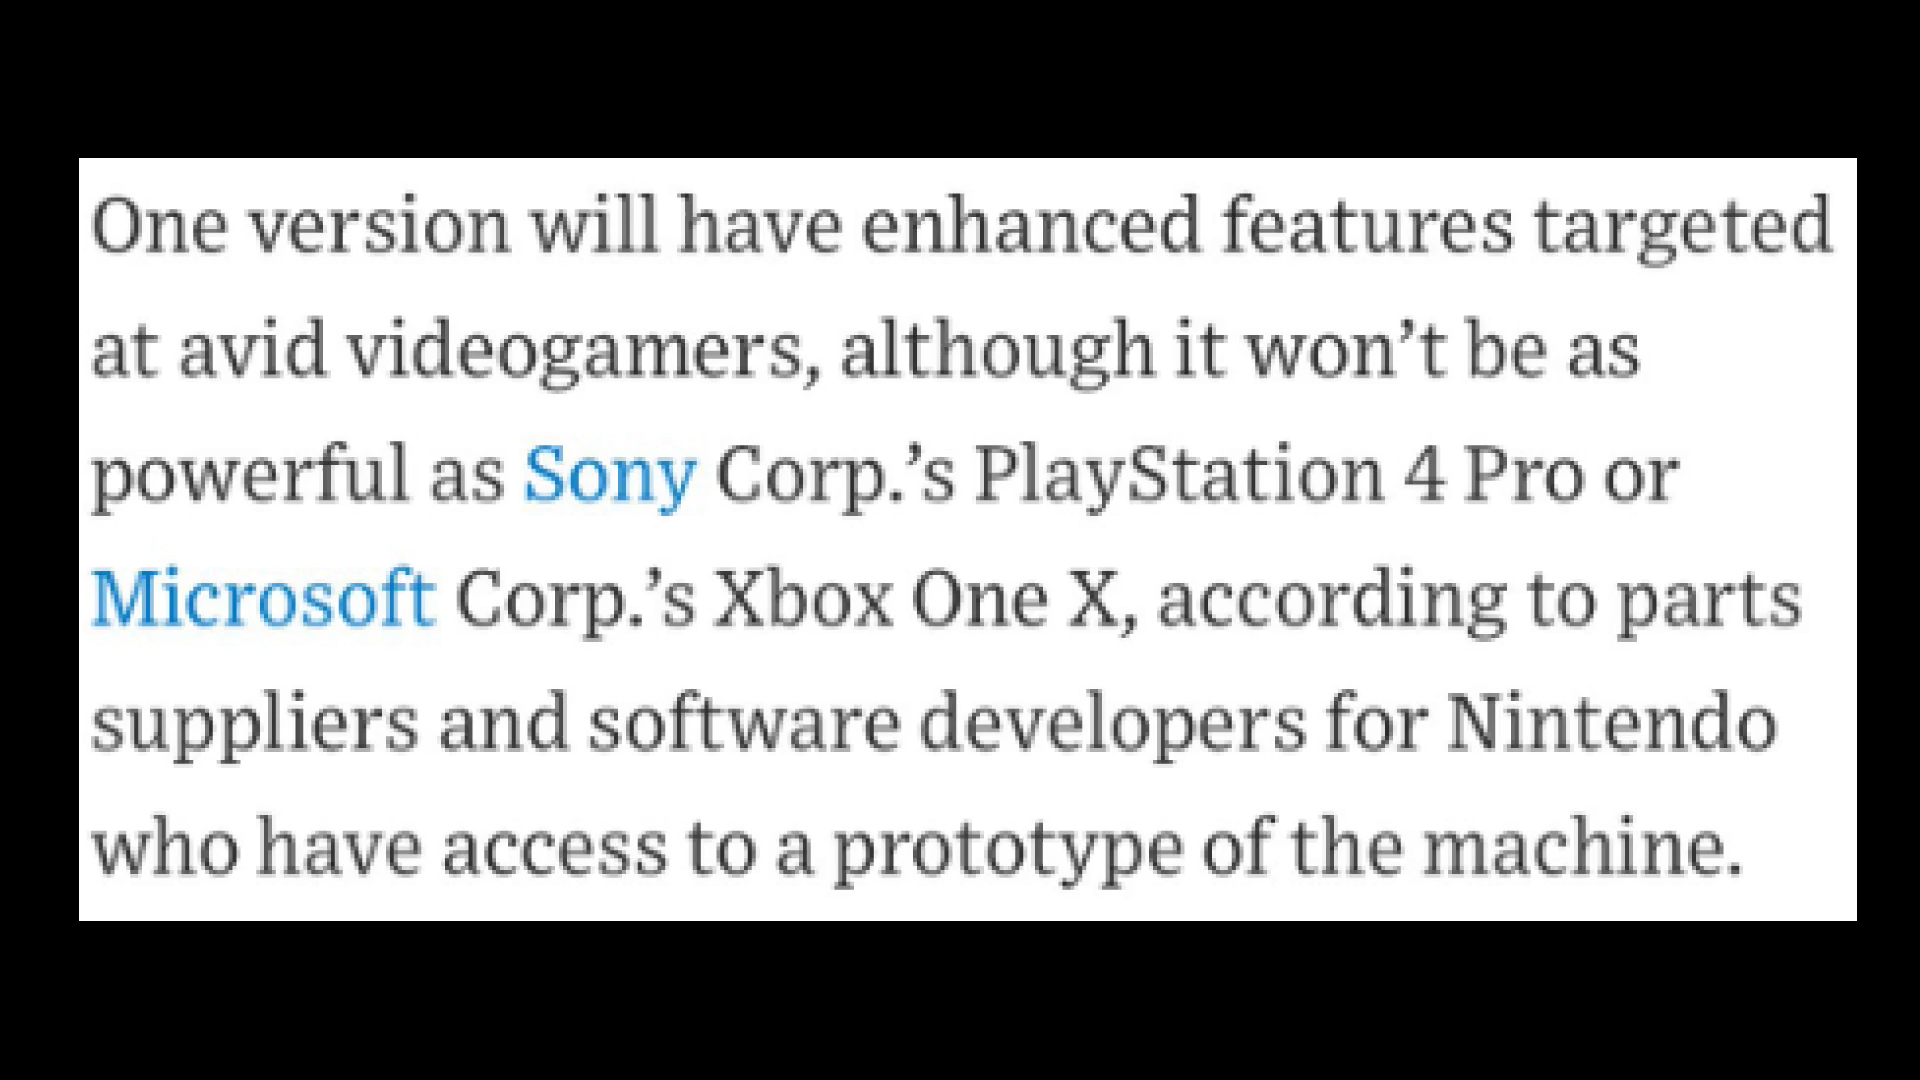 One version will have enhanced features targeted
at avid videogamers, although it won’t be as
powerful as Sony Corp.’s PlayStation 4 Pro or
Microsoft Corp.’s Xbox One X, according to parts
suppliers and software developers for Nintendo
who have access to a prototype of the machine.